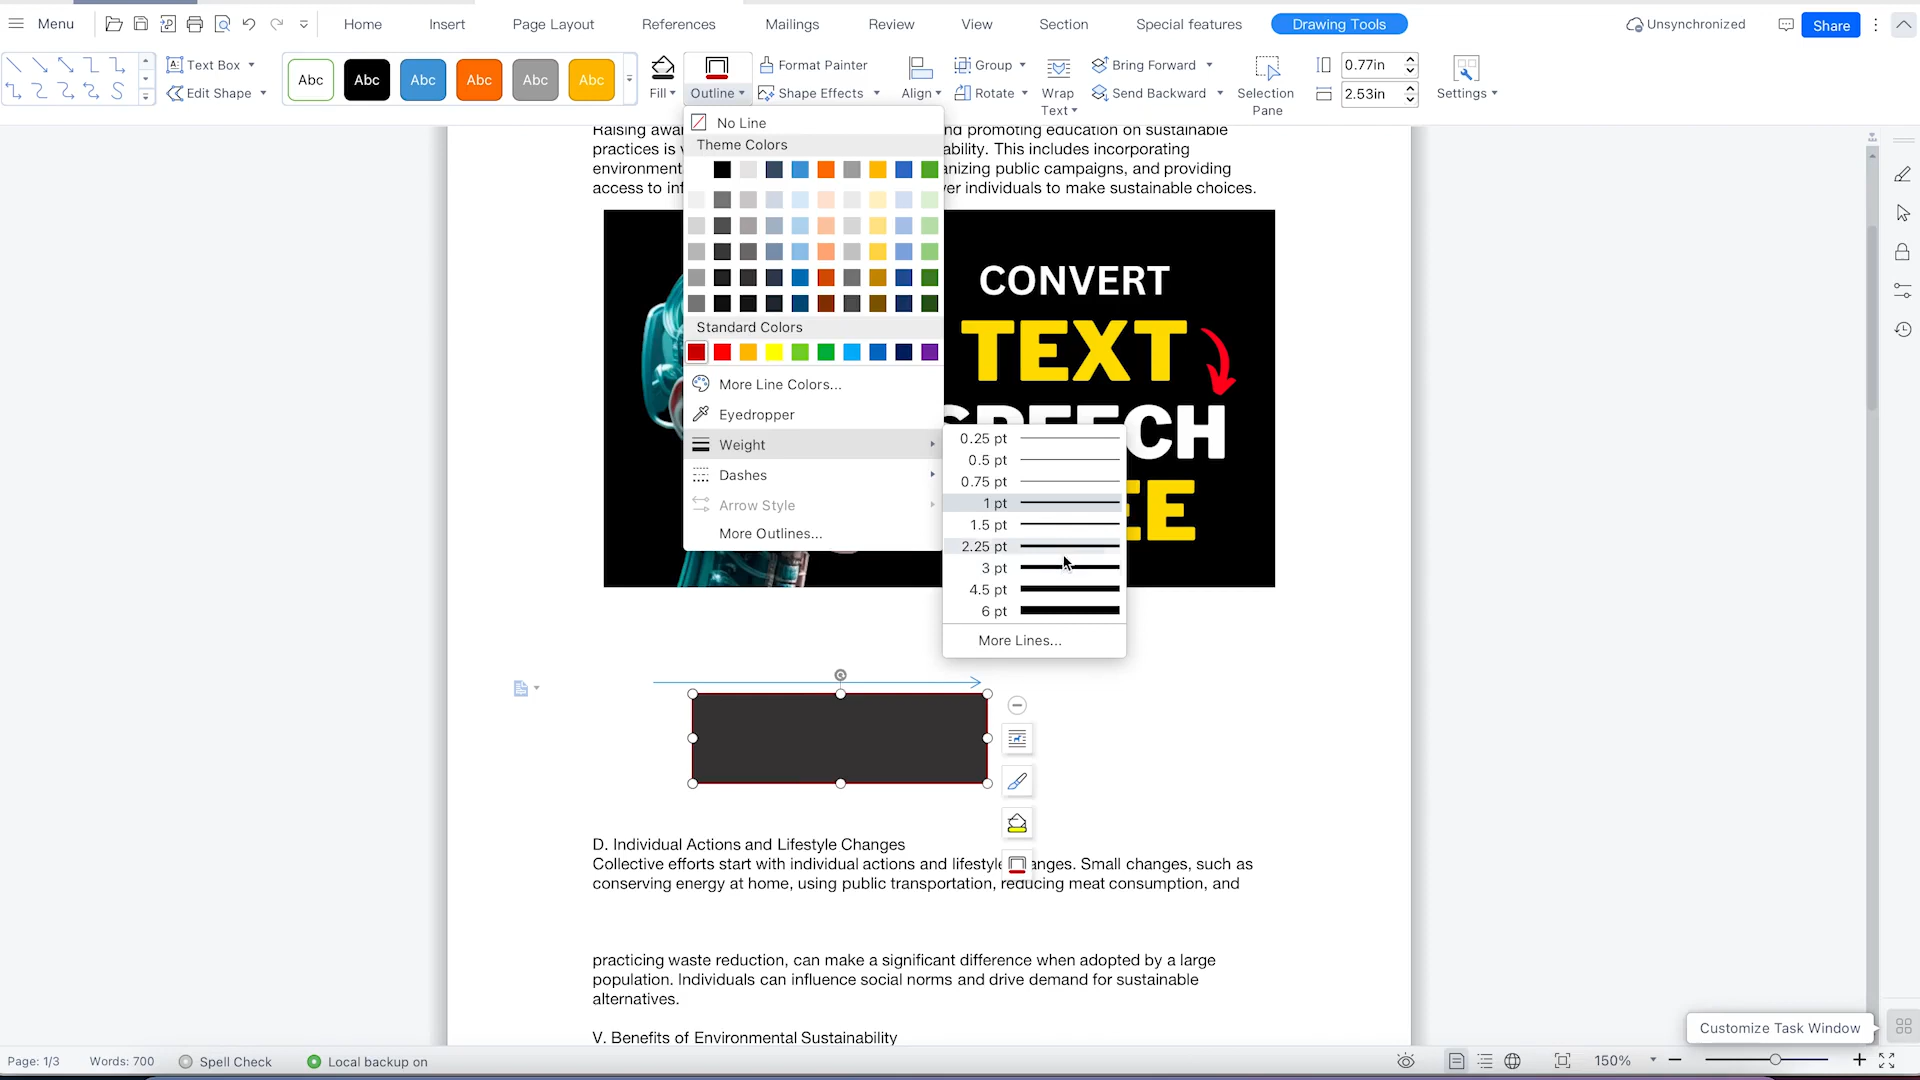 Menu
Home Insert Page Layout References Mailings Review View Section Special features Drawing Tools
Unsynchronized Share
Text Box
Edit Shape
Abc Abc Abc Abc Abc Abc
Fill Outline
Format Painter
Shape Effects
Align
Group
Rotate
Wrap
Text
Bring Forward
Send Backward
Selection
Pane
0.77in
2.53in
Settings
No Line
Theme Colors
Standard Colors
More Line Colors...
Eyedropper
Weight
Dashes
Arrow Style
More Outlines...
0.25 pt
0.5 pt
0.75 pt
1 pt
1.5 pt
2.25 pt
3 pt
4.5 pt
6 pt
More Lines...
Raising nd promoting education on sustainable
practices is ability. This includes incorporating
environment anizing public campaigns, and providing
access to er individuals to make sustainable choices.
CONVERT
TEXT
SPEECH
EE
D. Individual Actions and Lifestyle Changes
Collective efforts start with individual actions and lifestyle anges. Small changes, such as
conserving energy at home, using public transportation, reducing meat consumption, and
practicing waste reduction, can make a significant difference when adopted by a large
population. Individuals can influence social norms and drive demand for sustainable
alternatives.
V. Benefits of Environmental Sustainability
Customize Task Window
Page: 1/3 Words: 700 Spell Check Local backup on 150%